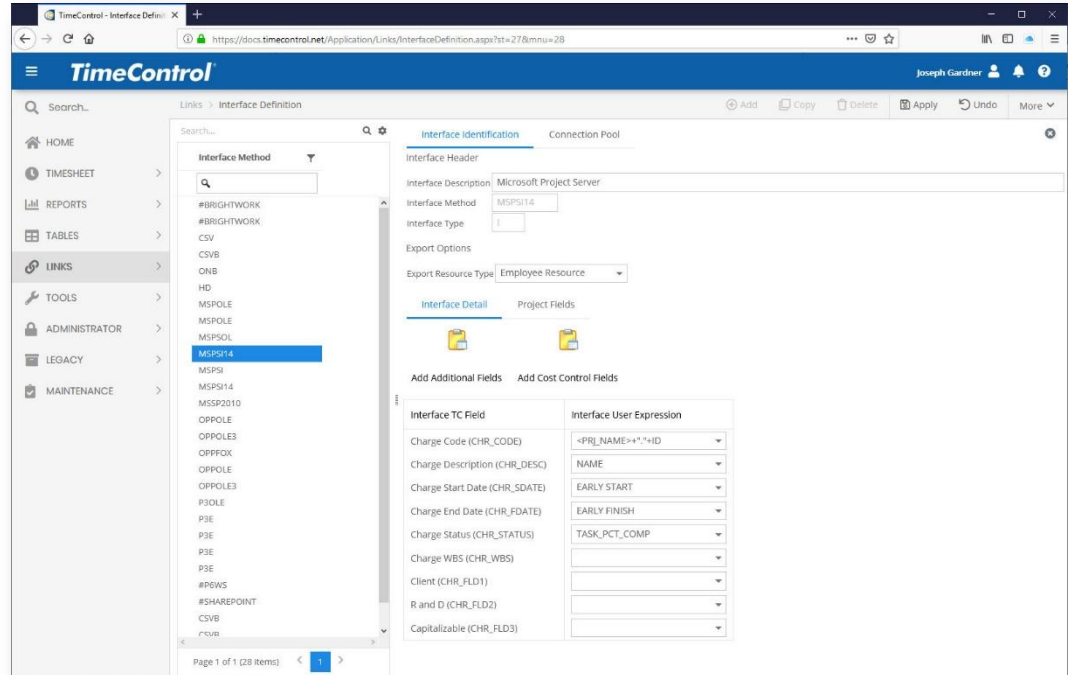 TimeControl - Interface Definit
https://docs.timecontrol.net/Application/Links/InterfaceDefinition.aspx?st=27&mnu=28
TimeControl
Joseph Gardner
Search...
Links > Interface Definition
Add Copy Delete Apply Undo More
HOME
TIMESHEET
REPORTS
TABLES
LINKS
TOOLS
ADMINISTRATOR
LEGACY
MAINTENANCE
Search...
Interface Method
#BRIGHTWORK
#BRIGHTWORK
CSV
CSVB
ONB
HD
MSPOLE
MSPOLE
MSPSOL
MSPSI14
MSPSI
MSPSI14
MSSP2010
OPPOLE
OPPOLE3
OPPFOX
OPPOLE
OPPOLE3
P3OLE
P3E
P3E
P3E
P3E
#P6WS
#SHAREPOINT
CSVB
CSVB
Page 1 of 1 (28 items) < 1 >
Interface Identification Connection Pool
Interface Header
Interface Description Microsoft Project Server
Interface Method MSPSI14
Interface Type I
Export Options
Export Resource Type Employee Resource
Interface Detail Project Fields
Add Additional Fields Add Cost Control Fields
Interface TC Field Interface User Expression
Charge Code (CHR_CODE) <PRJ_NAME>+"."+ID
Charge Description (CHR_DESC) NAME
Charge Start Date (CHR_SDATE) EARLY START
Charge End Date (CHR_FDATE) EARLY FINISH
Charge Status (CHR_STATUS) TASK_PCT_COMP
Charge WBS (CHR_WBS)
Client (CHR_FLD1)
R and D (CHR_FLD2)
Capitalizable (CHR_FLD3)